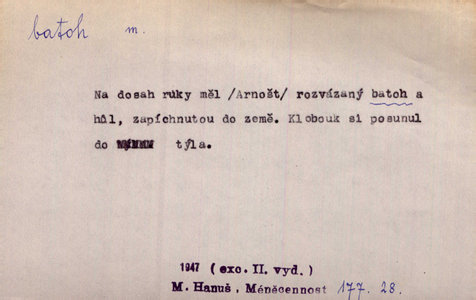 batoh m.
Na dosah ruky měl /Arnošt/ rozvázaný batoh a
hůl, zapíchnutou do země. Klobouk si posunul
do týla.
1947 (exc. II. vyd.)
M. Hanuš, Méněcennost 177. 28.